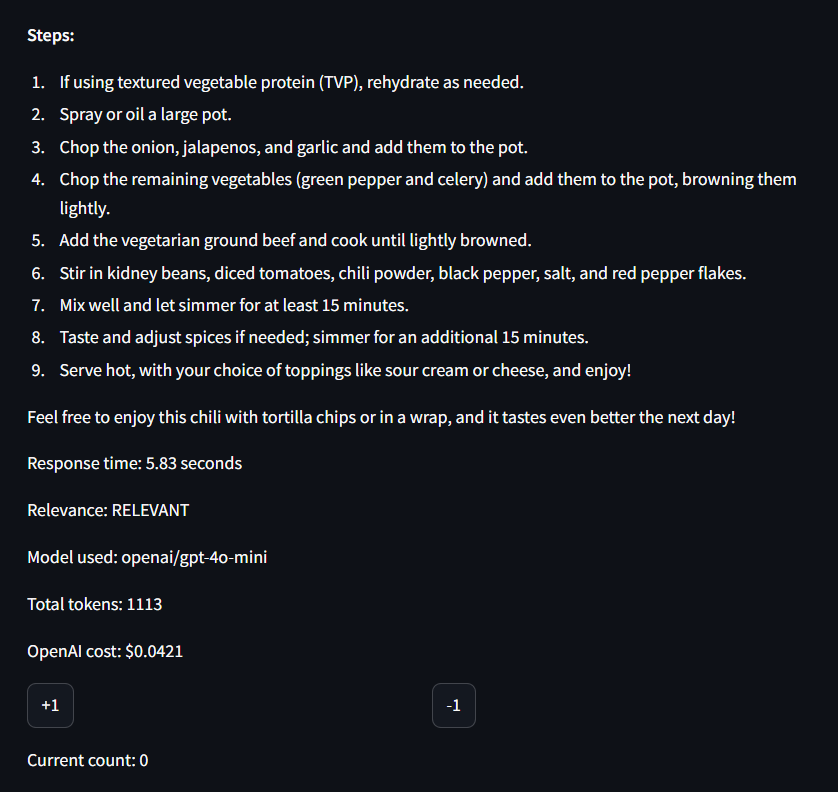 Steps:
1. If using textured vegetable protein (TVP), rehydrate as needed.
2. Spray or oil a large pot.
3. Chop the onion, jalapenos, and garlic and add them to the pot.
4. Chop the remaining vegetables (green pepper and celery) and add them to the pot, browning them
lightly.
5. Add the vegetarian ground beef and cook until lightly browned.
6. Stir in kidney beans, diced tomatoes, chili powder, black pepper, salt, and red pepper flakes.
7. Mix well and let simmer for at least 15 minutes.
8. Taste and adjust spices if needed; simmer for an additional 15 minutes.
9. Serve hot, with your choice of toppings like sour cream or cheese, and enjoy!
Feel free to enjoy this chili with tortilla chips or in a wrap, and it tastes even better the next day!
Response time: 5.83 seconds
Relevance: RELEVANT
Model used: openai/gpt-4o-mini
Total tokens: 1113
OpenAI cost: $0.0421
+1 -1
Current count: 0